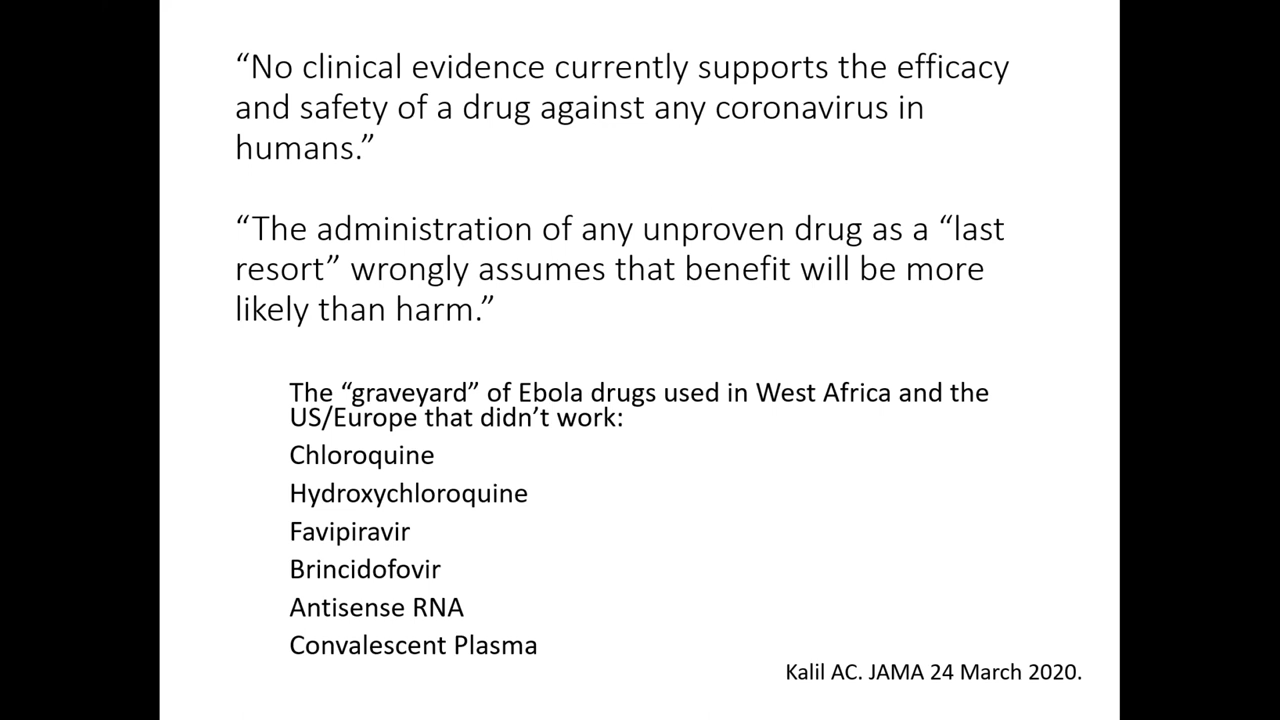 “No clinical evidence currently supports the efficacy
and safety of a drug against any coronavirus in
humans.”
“The administration of any unproven drug as a “last
resort” wrongly assumes that benefit will be more
likely than harm.”
The “graveyard” of Ebola drugs used in West Africa and the
US/Europe that didn’t work:
Chloroquine
Hydroxychloroquine
Favipiravir
Brincidofovir
Antisense RNA
Convalescent Plasma
Kalil AC. JAMA 24 March 2020.